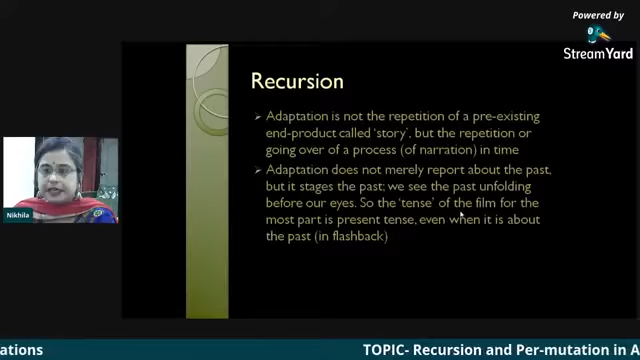 Powered by
StreamYard
Recursion
Adaptation is not the repetition of a pre-existing
end-product called 'story', but the repetition or
going over of a process (of narration) in time
Adaptation does not merely report about the past,
but it stages the past; we see the past unfolding
before our eyes. So the 'tense' of the film for the
most part is present tense, even when it is about
the past (in flashback)
Nikhila
ations
TOPIC- Recursion and Per-mutation in A